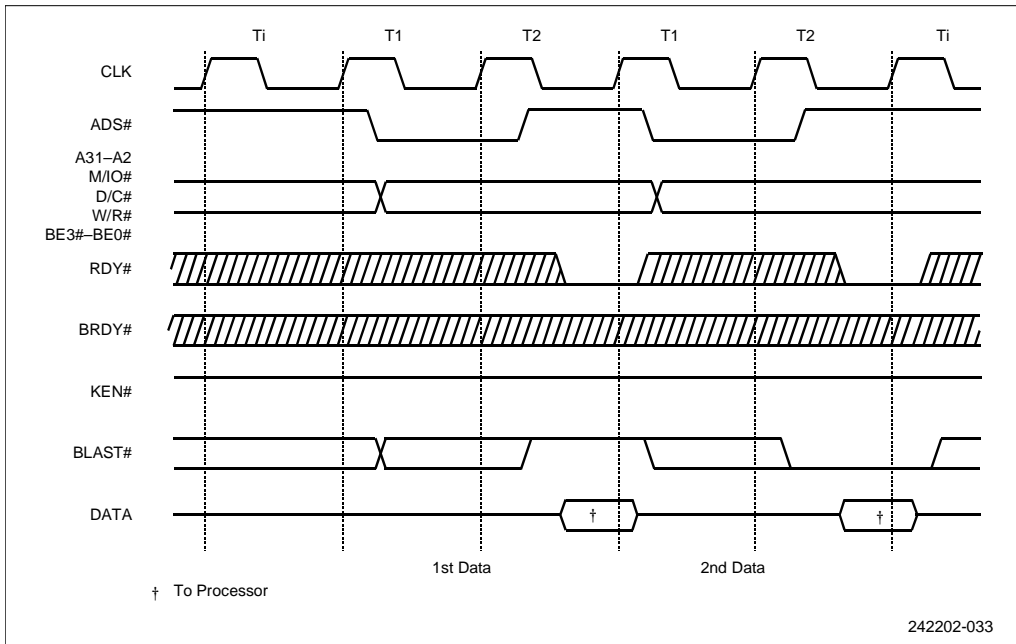 Ti T1 T2 T1 T2 Ti
CLK
ADS#
A31–A2
M/IO#
D/C#
W/R#
BE3#–BE0#
RDY#
BRDY#
KEN#
BLAST#
DATA
† †
1st Data 2nd Data
† To Processor
242202-033